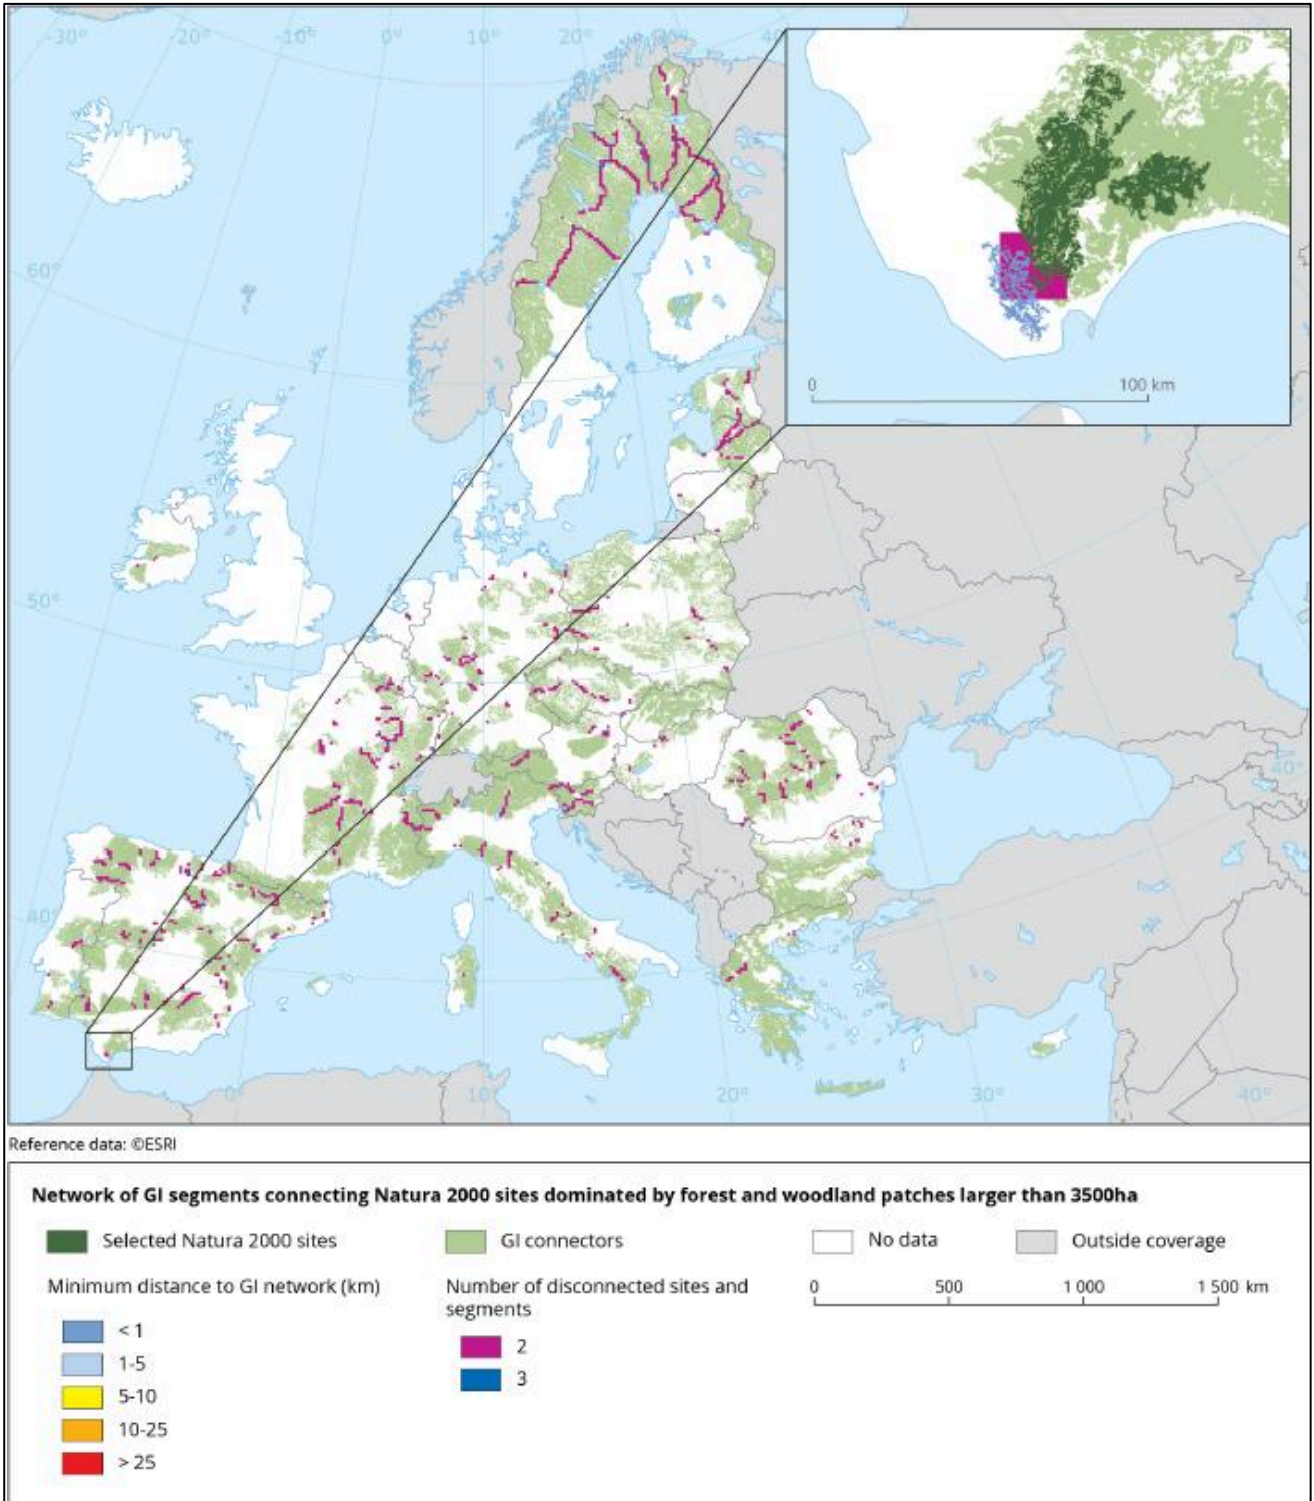 -30°
-20°
-10°
0°
10°
20°
30°
40
0
100 km
60°
50°
40°
40°
0°
10°
20°
30°
40°
Reference data: ©ESRI
Network of GI segments connecting Natura 2000 sites dominated by forest and woodland patches larger than 3500ha
Selected Natura 2000 sites
GI connectors
No data
Outside coverage
Minimum distance to GI network (km)
Number of disconnected sites and
segments
0 500 1 000 1 500 km
< 1
1-5
5-10
10-25
> 25
2
3